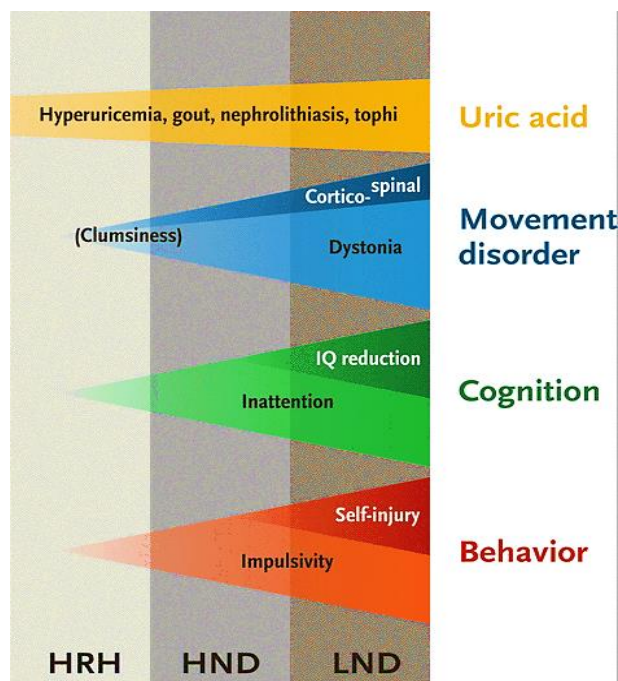 Hyperuricemia, gout, nephrolithiasis, tophi
Uric acid
Cortico-spinal
(Clumsiness)
Dystonia
Movement
disorder
IQ reduction
Inattention
Cognition
Self-injury
Impulsivity
Behavior
HRH HND LND